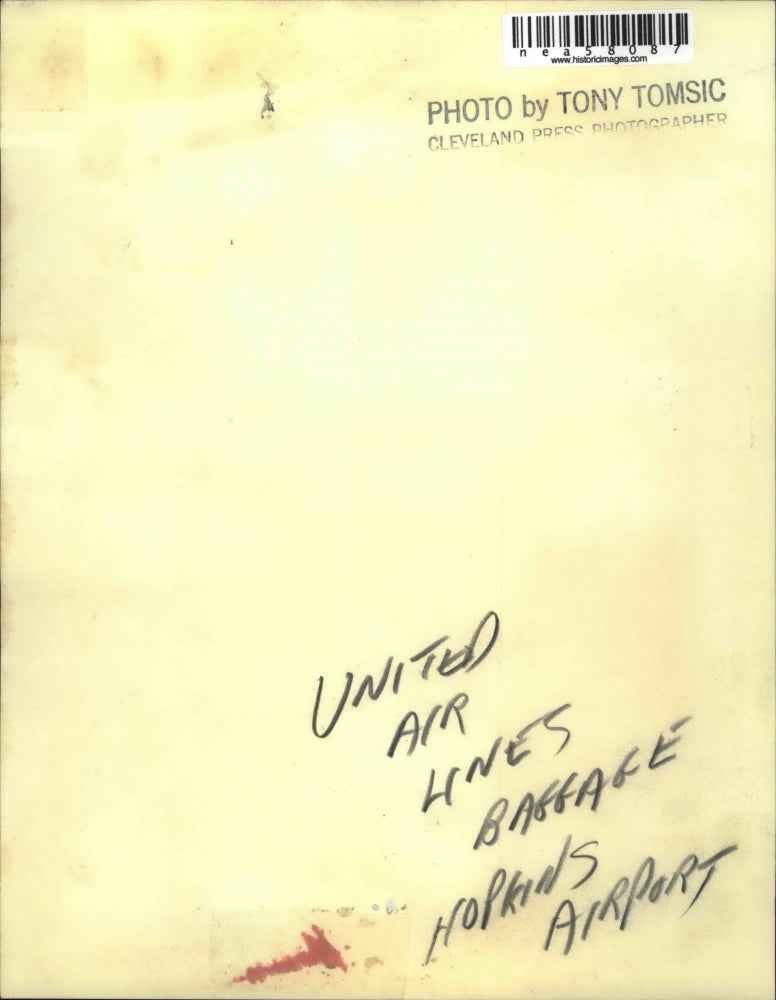 nea58087
www.historicimages.com
PHOTO by TONY TOMSIC
CLEVELAND PRESS PHOTOGRAPHER
UNITED
AIR
LINES
BAGGAGE
HOPKINS
AIRPORT